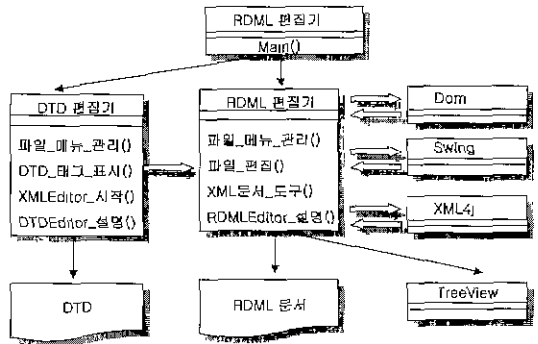 RDML 편집기
Main()
DTD 편집기
파일_메뉴_관리()
DTD_태그_표시()
XMLEditor_시작()
DTDEditor_설명()
RDML 편집기
파일_메뉴_관리()
파일_편집()
XML문서_도구()
RDMLEditor_설명()
Dom
Swing
XML4j
DTD
RDML 문서
TreeView